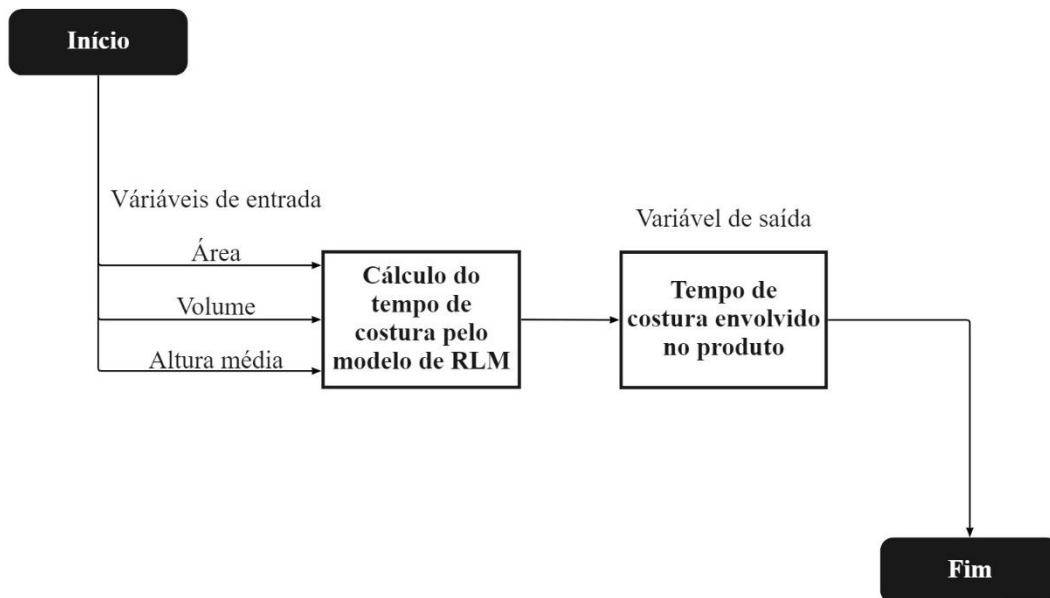 Início
Váriáveis de entrada
Área
Volume
Altura média
Cálculo do
tempo de
costura pelo
modelo de RLM
Variável de saída
Tempo de
costura envolvido
no produto
Fim